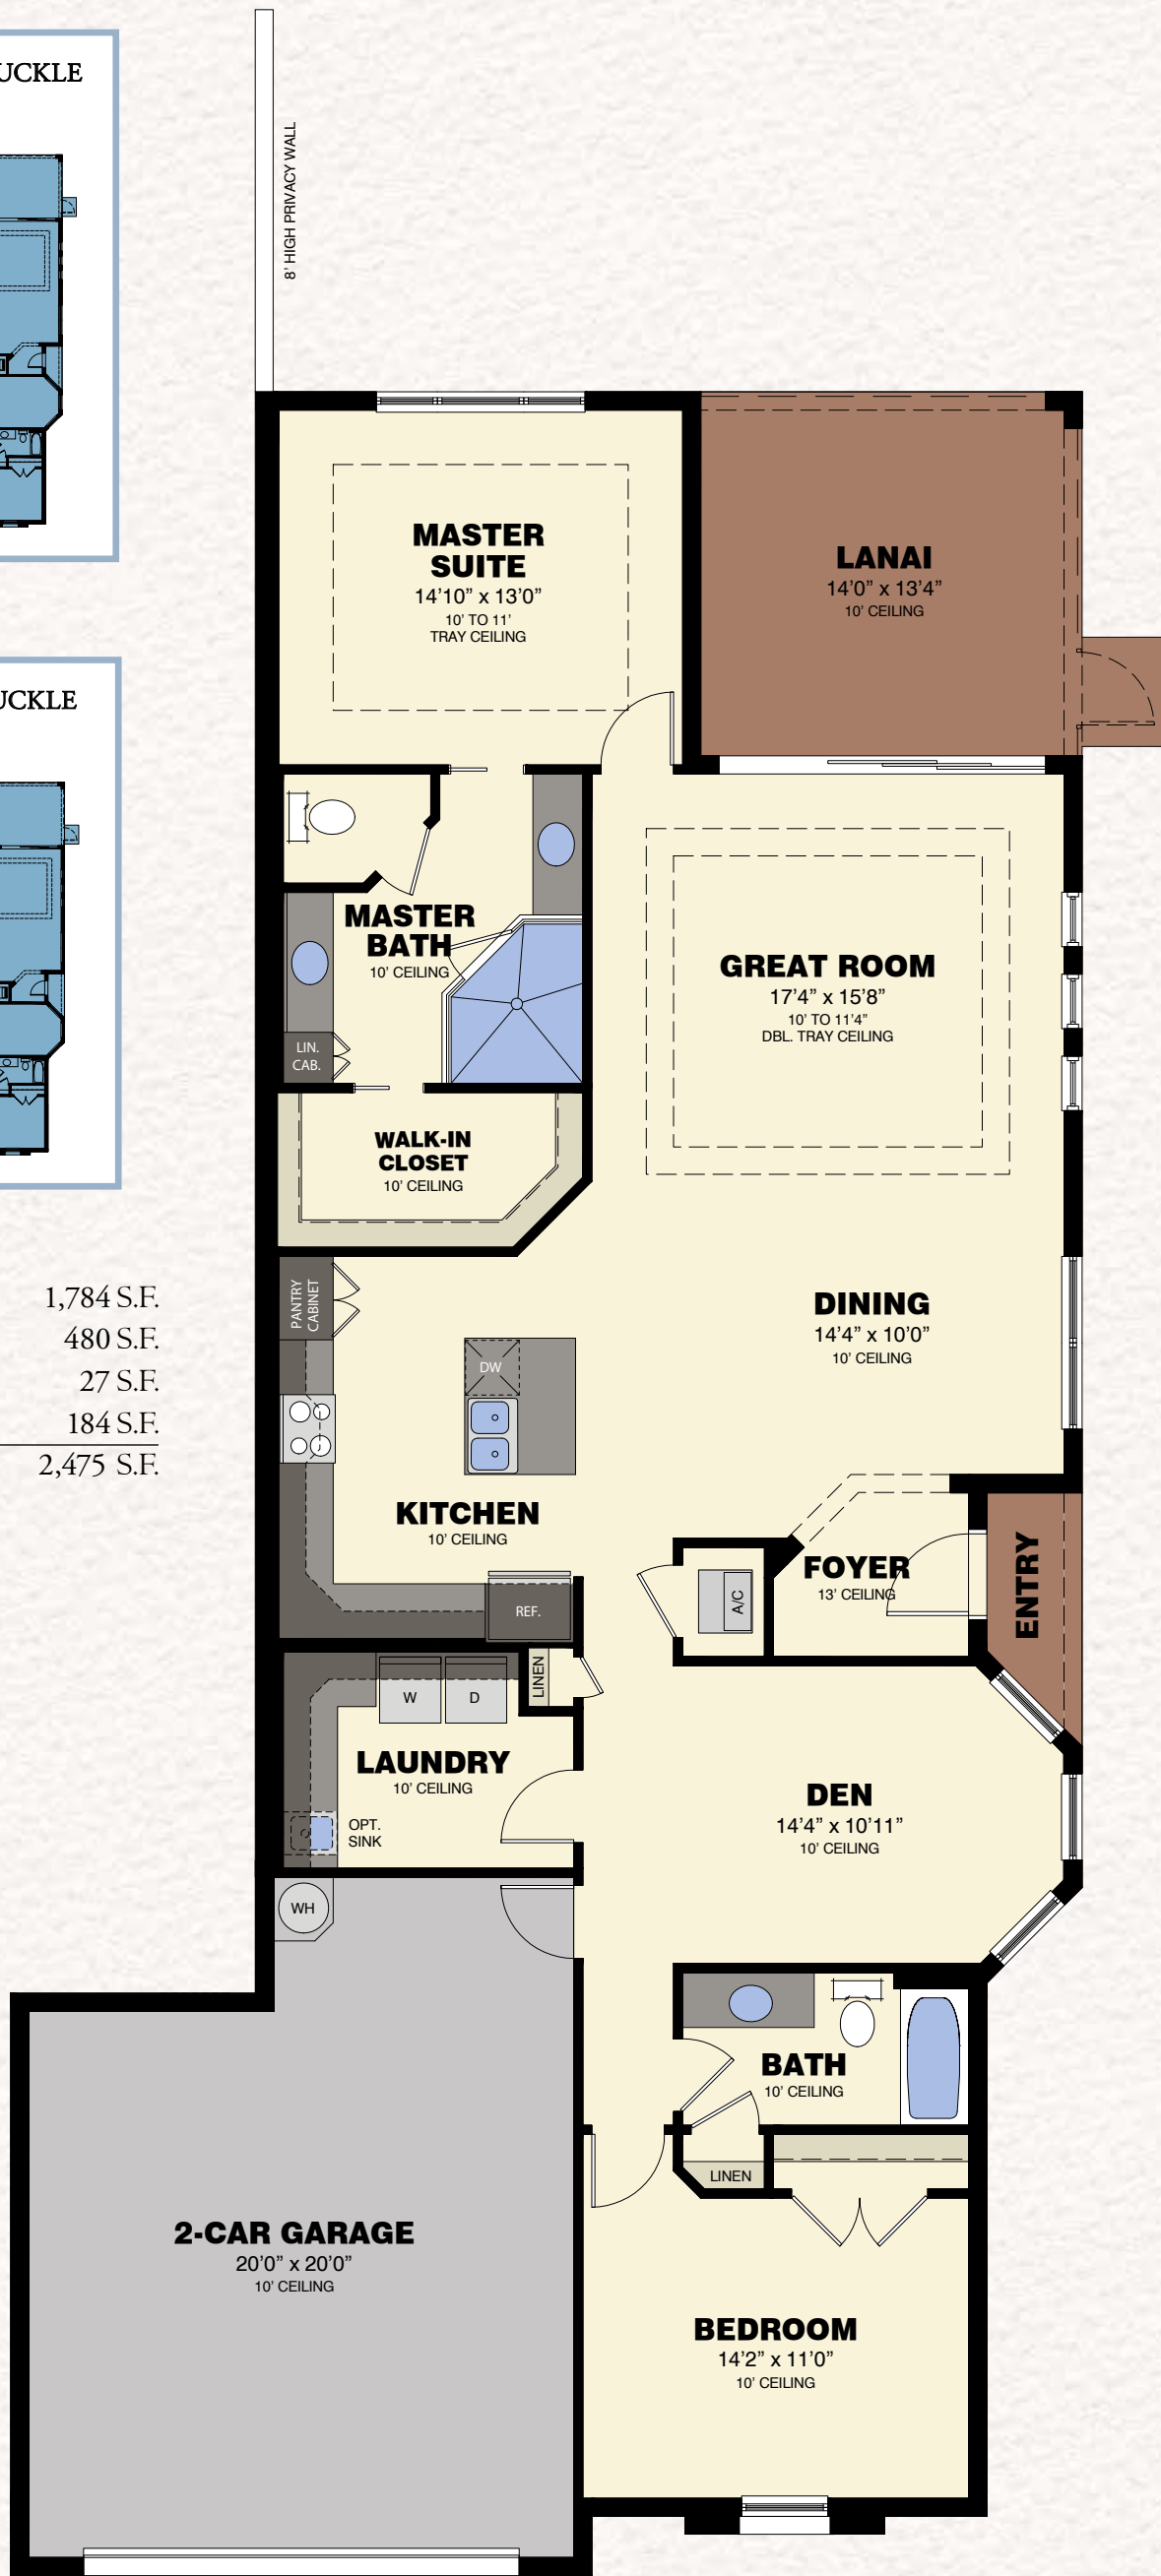 UCKLE
UCKLE
1,784 S.F.
480 S.F.
27 S.F.
184 S.F.
2,475 S.F.
8' HIGH PRIVACY WALL
MASTER
SUITE
14'10” x 13'0”
10' TO 11'
TRAY CEILING
LANAI
14'0” x 13'4”
10' CEILING
MASTER
BATH
10' CEILING
LIN.
CAB.
GREAT ROOM
17'4” x 15'8”
10' TO 11'4”
DBL. TRAY CEILING
WALK-IN
CLOSET
10' CEILING
PANTRY
CABINET
DW
DINING
14'4” x 10'0”
10' CEILING
KITCHEN
10' CEILING
REF.
A/C
FOYER
13' CEILING
ENTRY
LINEN
W
D
LAUNDRY
10' CEILING
OPT.
SINK
DEN
14'4” x 10'11”
10' CEILING
WH
BATH
10' CEILING
LINEN
2-CAR GARAGE
20'0” x 20'0”
10' CEILING
BEDROOM
14'2” x 11'0”
10' CEILING